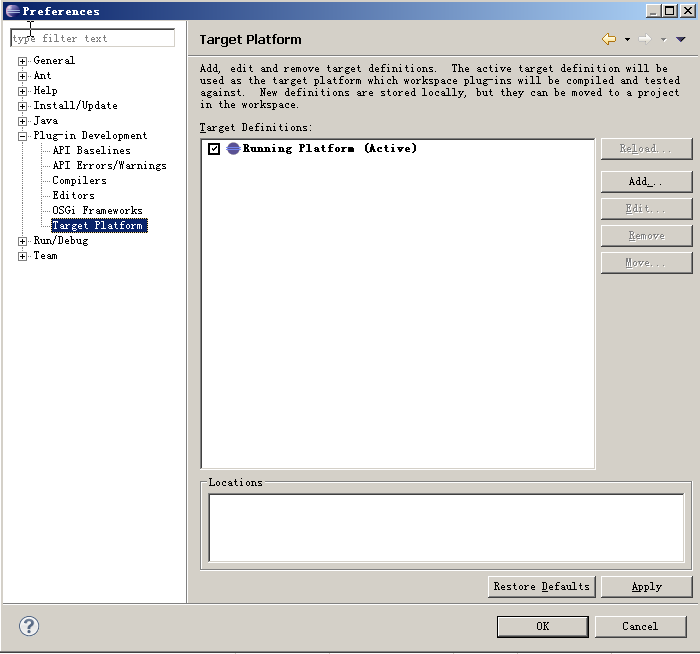 Preferences
type filter text
General
Ant
Help
Install/Update
Java
Plug-in Development
API Baselines
API Errors/Warnings
Compilers
Editors
OSGi Frameworks
Target Platform
Run/Debug
Team
Target Platform
Add, edit and remove target definitions.  The active target definition will be
used as the target platform which workspace plug-ins will be compiled and tested
against.  New definitions are stored locally, but they can be moved to a project
in the workspace.
Target Definitions:
Running Platform (Active)
Reload...
Add...
Edit...
Remove
Move...
Locations
Restore Defaults
Apply
?
OK
Cancel